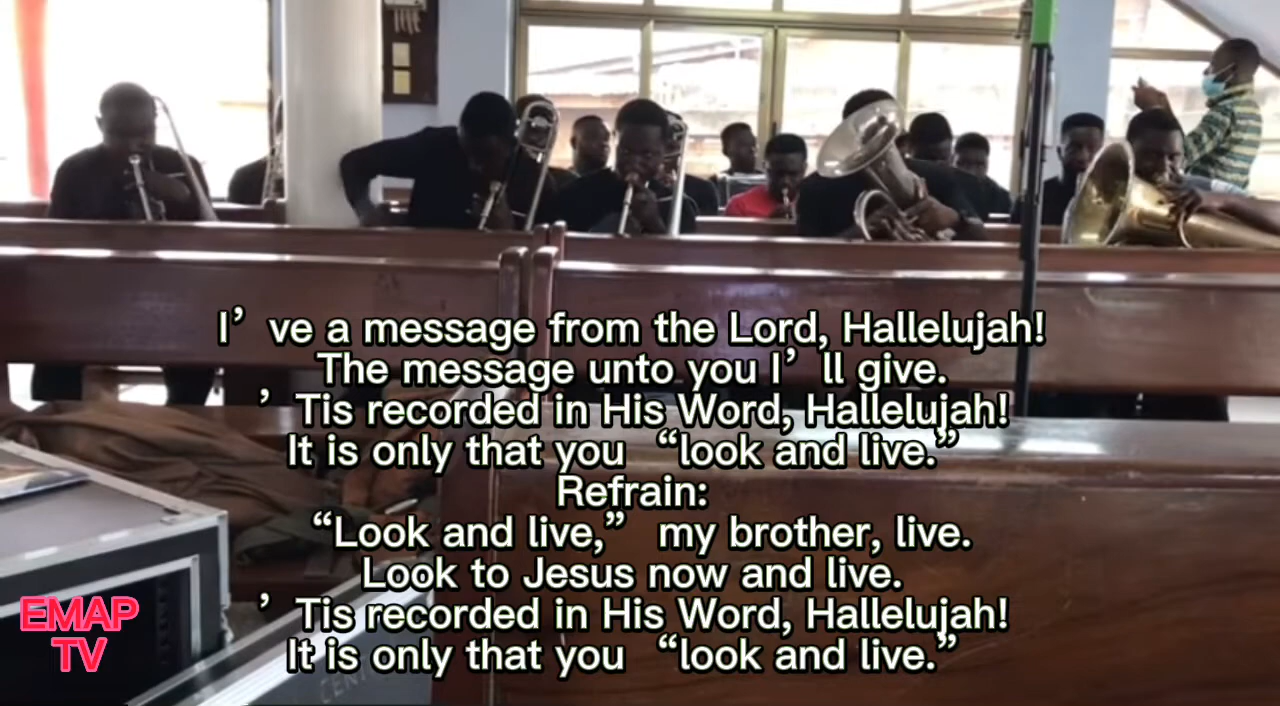 I’ve a message from the Lord, Hallelujah!
The message unto you I’ll give.
’Tis recorded in His Word, Hallelujah!
It is only that you “look and live.”
Refrain:
“Look and live,” my brother, live.
Look to Jesus now and live.
’Tis recorded in His Word, Hallelujah!
It is only that you “look and live.”
EMAP
TV